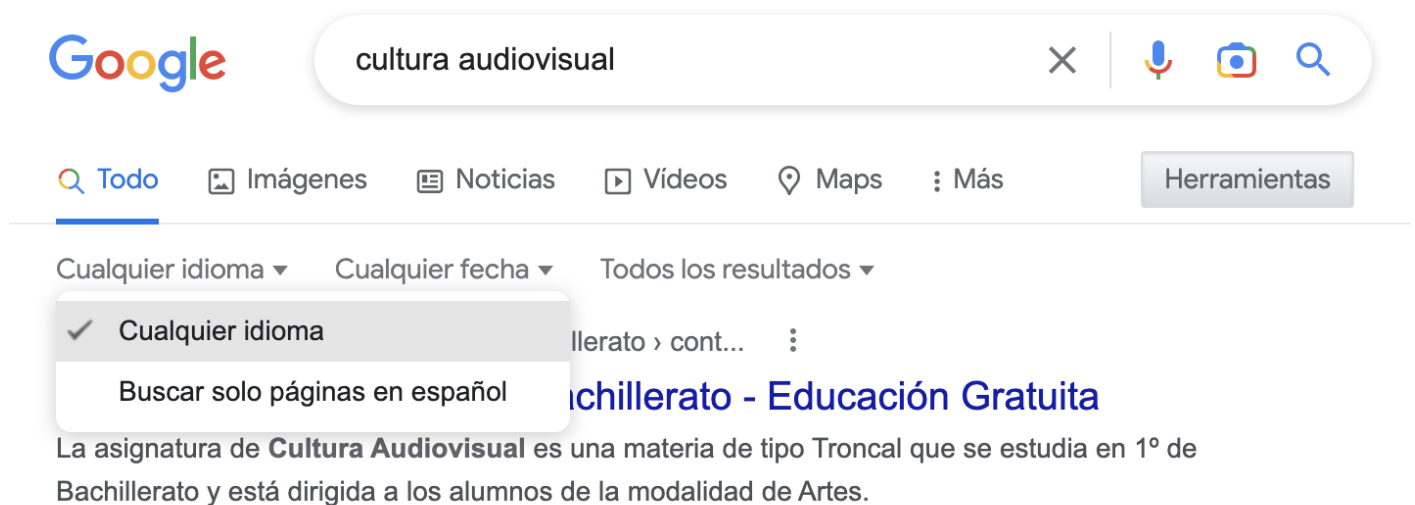 Google cultura audiovisual
Todo Imágenes Noticias Vídeos Maps Más Herramientas
Cualquier idioma Cualquier fecha Todos los resultados
Cualquier idioma
llerato › cont...
Buscar solo páginas en español
achillerato - Educación Gratuita
La asignatura de Cultura Audiovisual es una materia de tipo Troncal que se estudia en 1º de
Bachillerato y está dirigida a los alumnos de la modalidad de Artes.